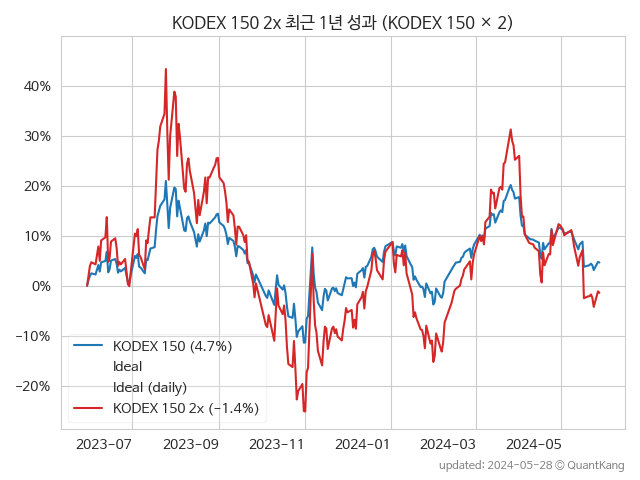 KODEX 150 2x 최근 1년 성과 (KODEX 150 × 2)
40%
30%
20%
10%
0%
−10%
−20%
KODEX 150 (4.7%)
Ideal
Ideal (daily)
KODEX 150 2x (−1.4%)
2023-07 2023-09 2023-11 2024-01 2024-03 2024-05
updated: 2024-05-28 © QuantKang